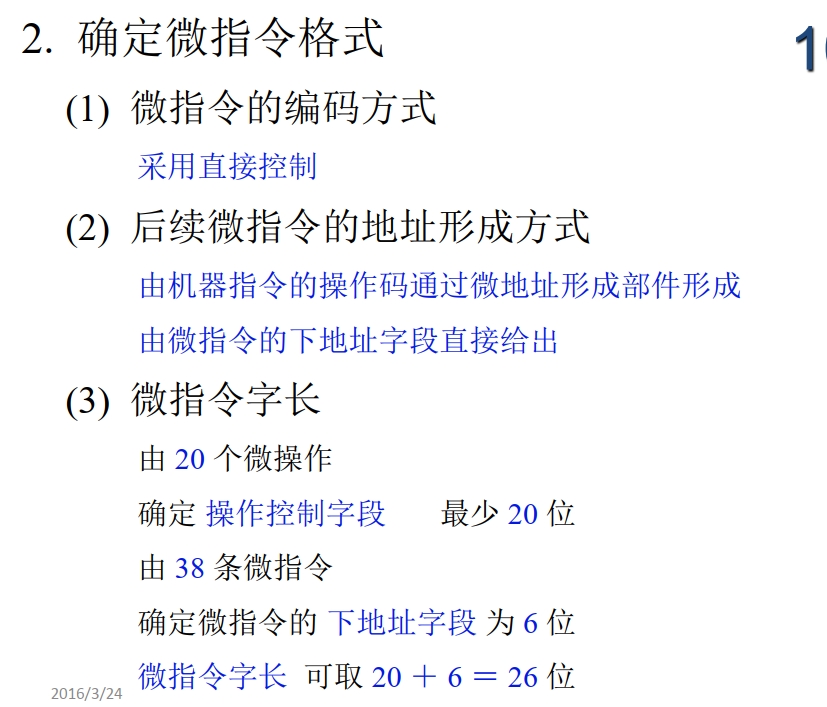 2. 确定微指令格式
(1) 微指令的编码方式
采用直接控制
(2) 后续微指令的地址形成方式
由机器指令的操作码通过微地址形成部件形成
由微指令的下地址字段直接给出
(3) 微指令字长
由 20 个微操作
确定 操作控制字段 最少 20 位
由 38 条微指令
确定微指令的 下地址字段 为 6 位
微指令字长 可取 20 + 6 = 26 位
2016/3/24